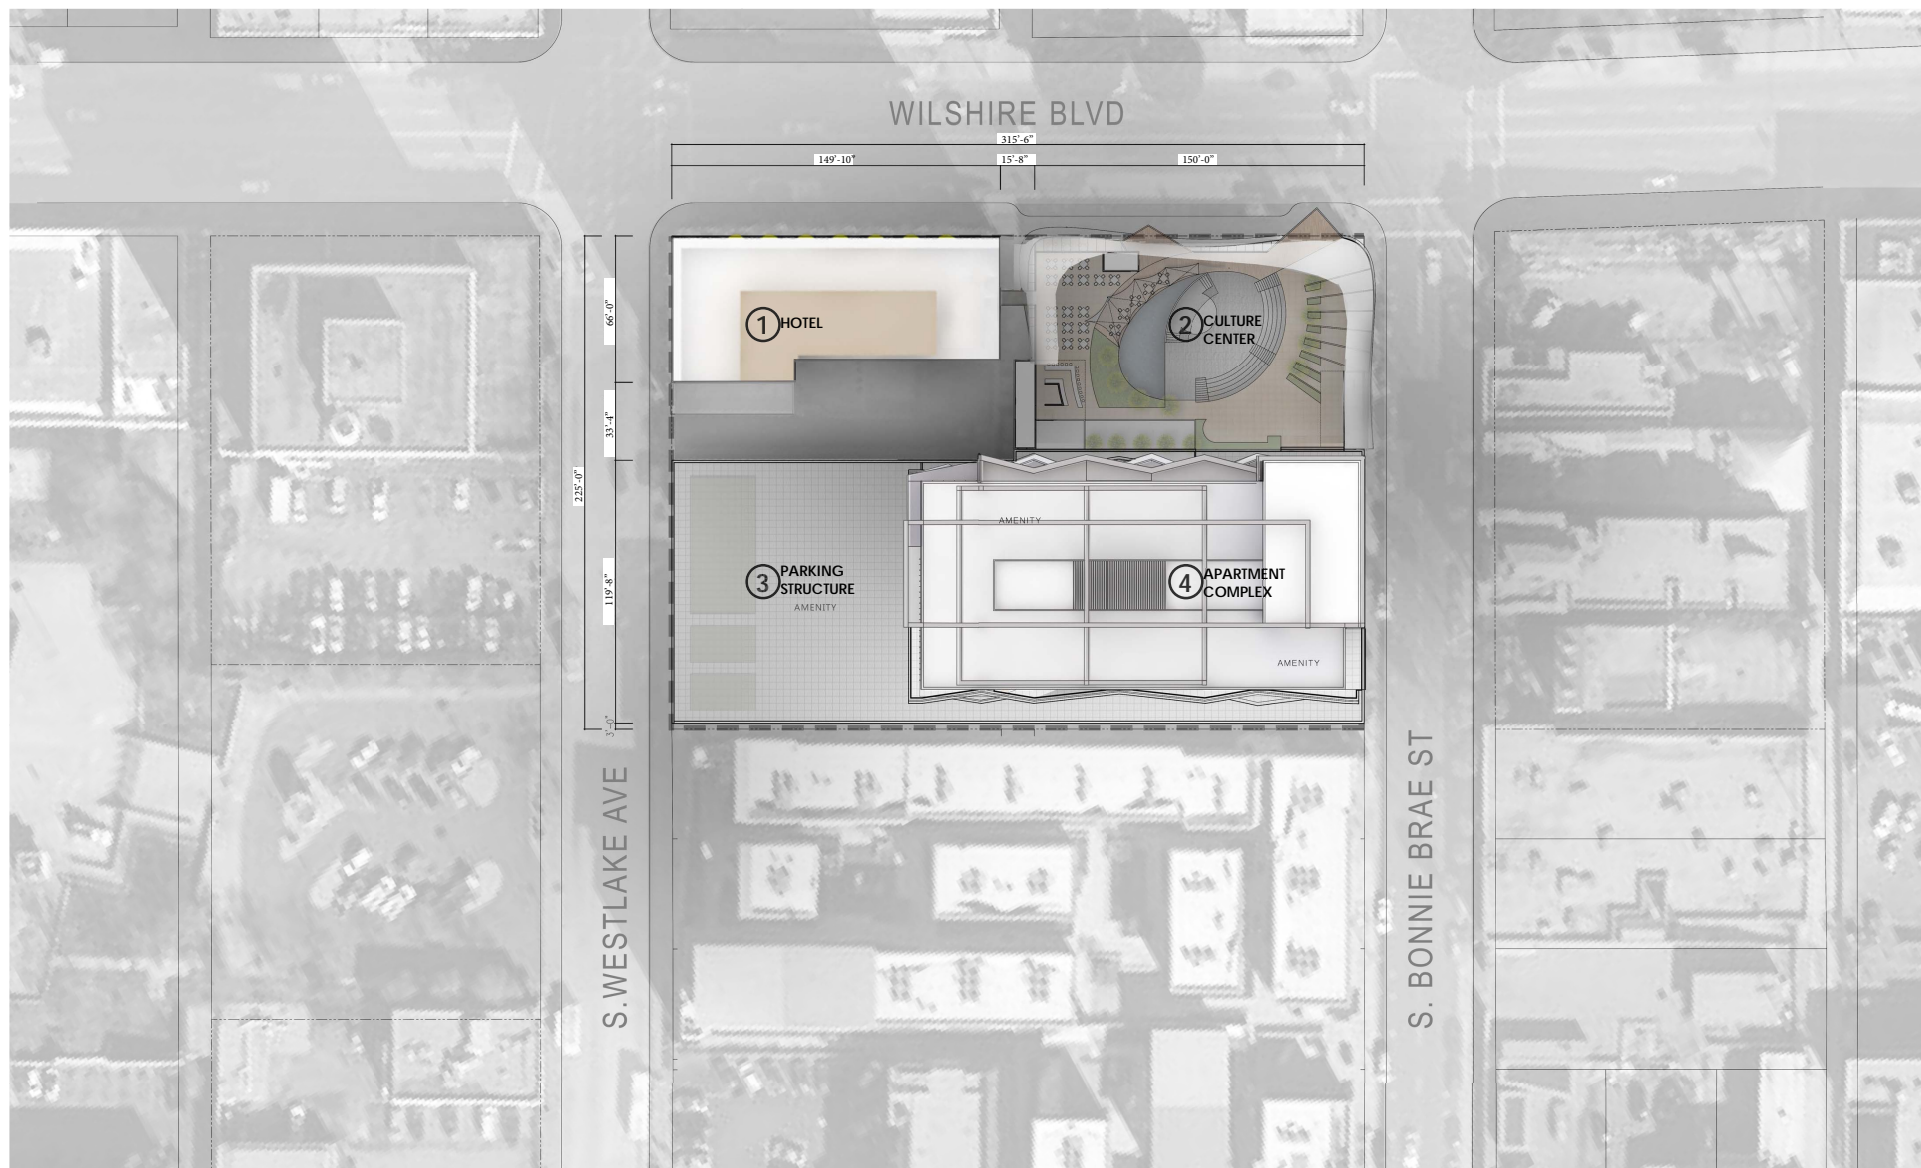 WILSHIRE BLVD
315'-6"
149'-10"
15'-8"
150'-0"
66'-0"
33'-4"
225'-0"
119'-8"
3'-0"
1 HOTEL
2 CULTURE
CENTER
3 PARKING
STRUCTURE
AMENITY
AMENITY
4 APARTMENT
COMPLEX
AMENITY
S. WESTLAKE AVE
S. BONNIE BRAE ST